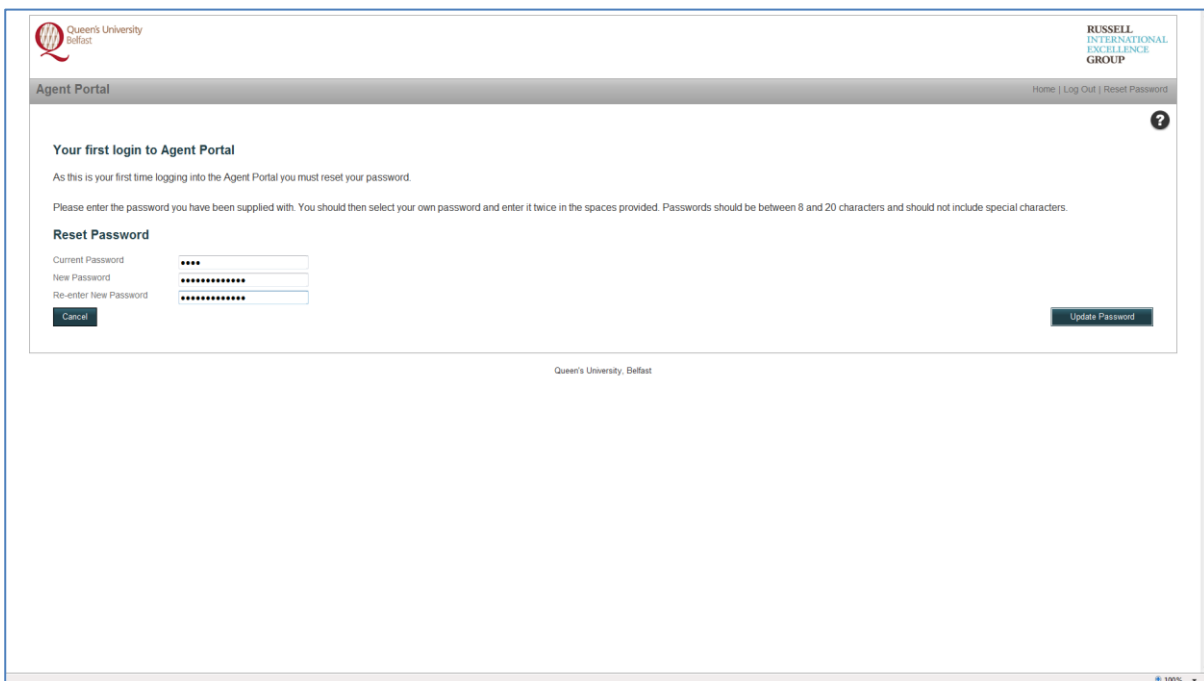 Queen's University
Belfast
RUSSELL
INTERNATIONAL
EXCELLENCE
GROUP
Agent Portal
Home | Log Out | Reset Password
?
Your first login to Agent Portal
As this is your first time logging into the Agent Portal you must reset your password.
Please enter the password you have been supplied with. You should then select your own password and enter it twice in the spaces provided. Passwords should be between 8 and 20 characters and should not include special characters.
Reset Password
Current Password ••••
New Password •••••••••••••
Re-enter New Password •••••••••••••
Cancel
Update Password
Queen's University, Belfast
100%